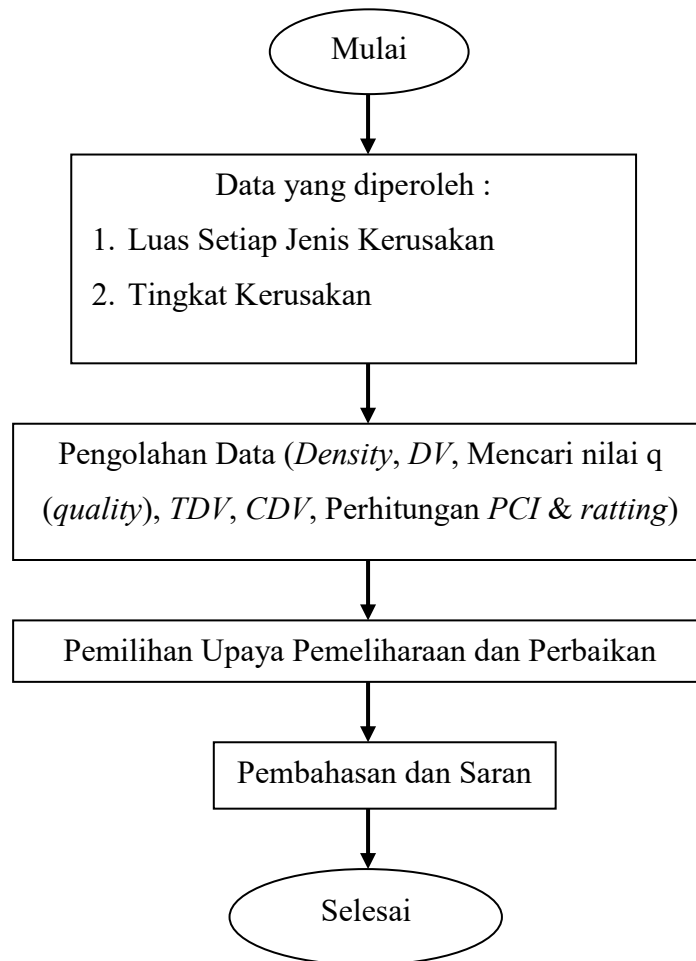 Mulai
Data yang diperoleh :
1. Luas Setiap Jenis Kerusakan
2. Tingkat Kerusakan
Pengolahan Data (Density, DV, Mencari nilai q
(quality), TDV, CDV, Perhitungan PCI & ratting)
Pemilihan Upaya Pemeliharaan dan Perbaikan
Pembahasan dan Saran
Selesai